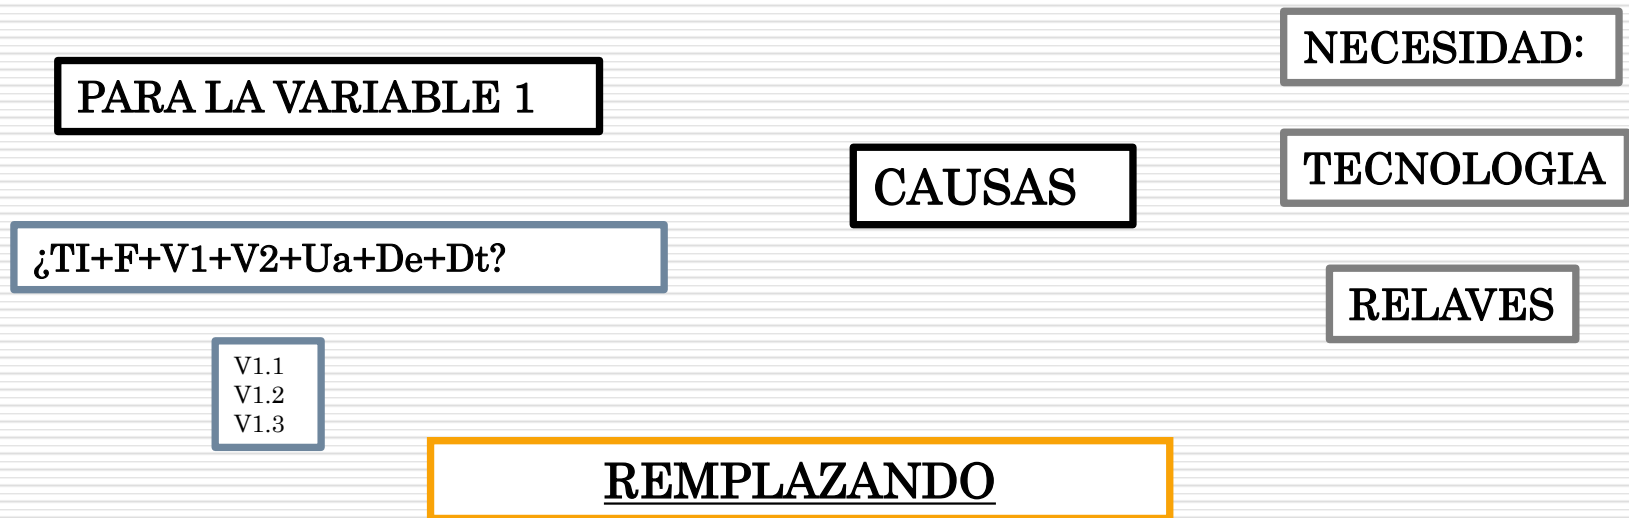 PARA LA VARIABLE 1
¿TI+F+V1+V2+Ua+De+Dt?
V1.1
V1.2
V1.3
CAUSAS
NECESIDAD:
TECNOLOGIA
RELAVES
REMPLAZANDO